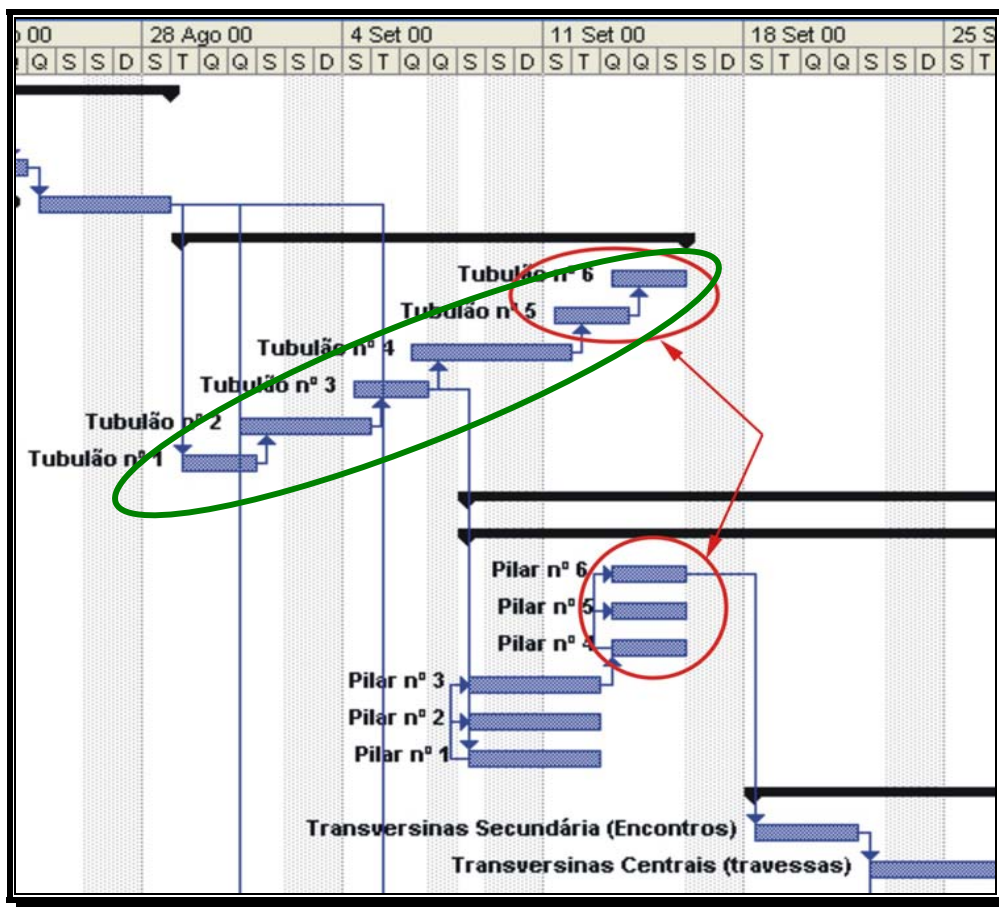 00 28 Ago 00 4 Set 00 11 Set 00 18 Set 00 25 S
Q S S D S T Q Q S S D S T Q Q S S D S T Q Q S S D S T Q Q S S D S T
Tubulão nº 6
Tubulão nº 5
Tubulão nº 4
Tubulão nº 3
Tubulão nº 2
Tubulão nº 1
Pilar nº 6
Pilar nº 5
Pilar nº 4
Pilar nº 3
Pilar nº 2
Pilar nº 1
Transversinas Secundária (Encontros)
Transversinas Centrais (travessas)